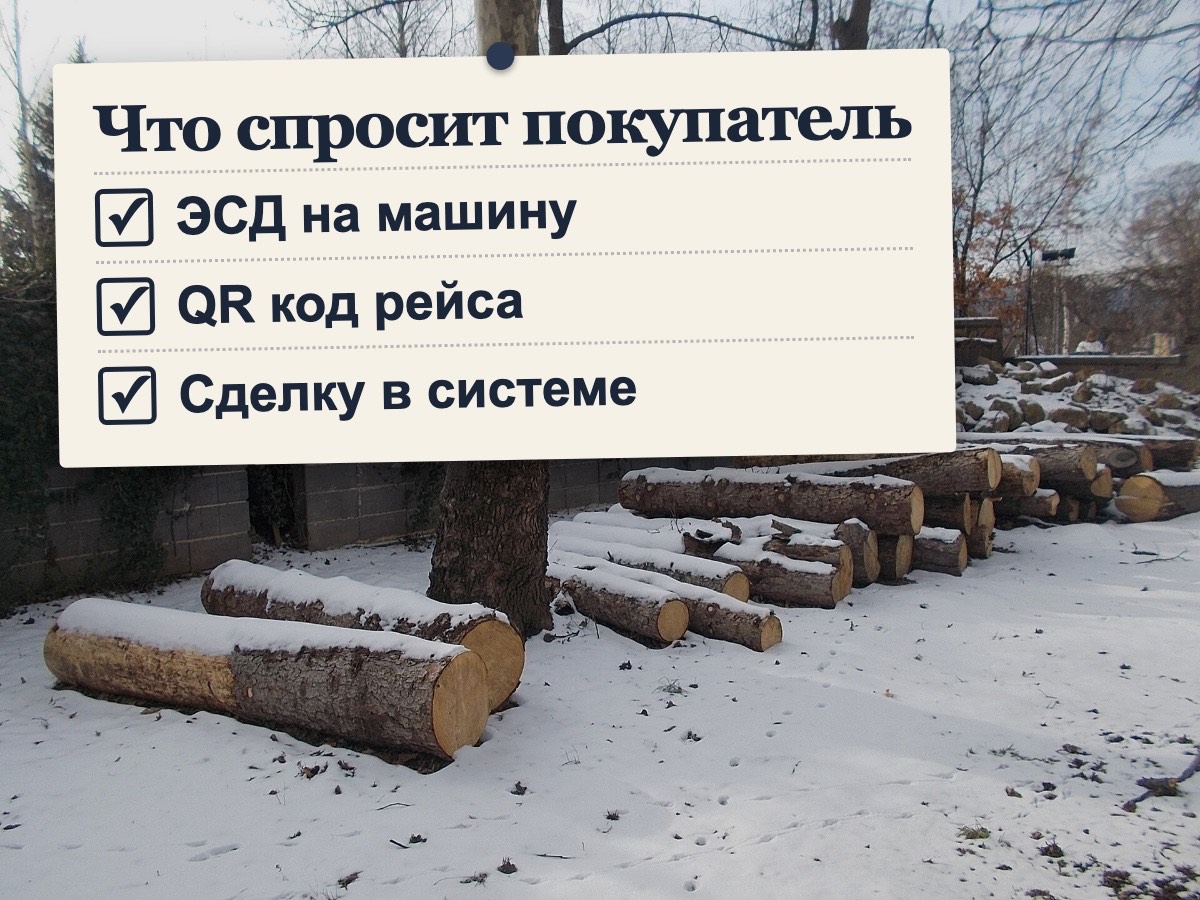 Что спросит покупатель
ЭСД на машину
QR код рейса
Сделку в системе